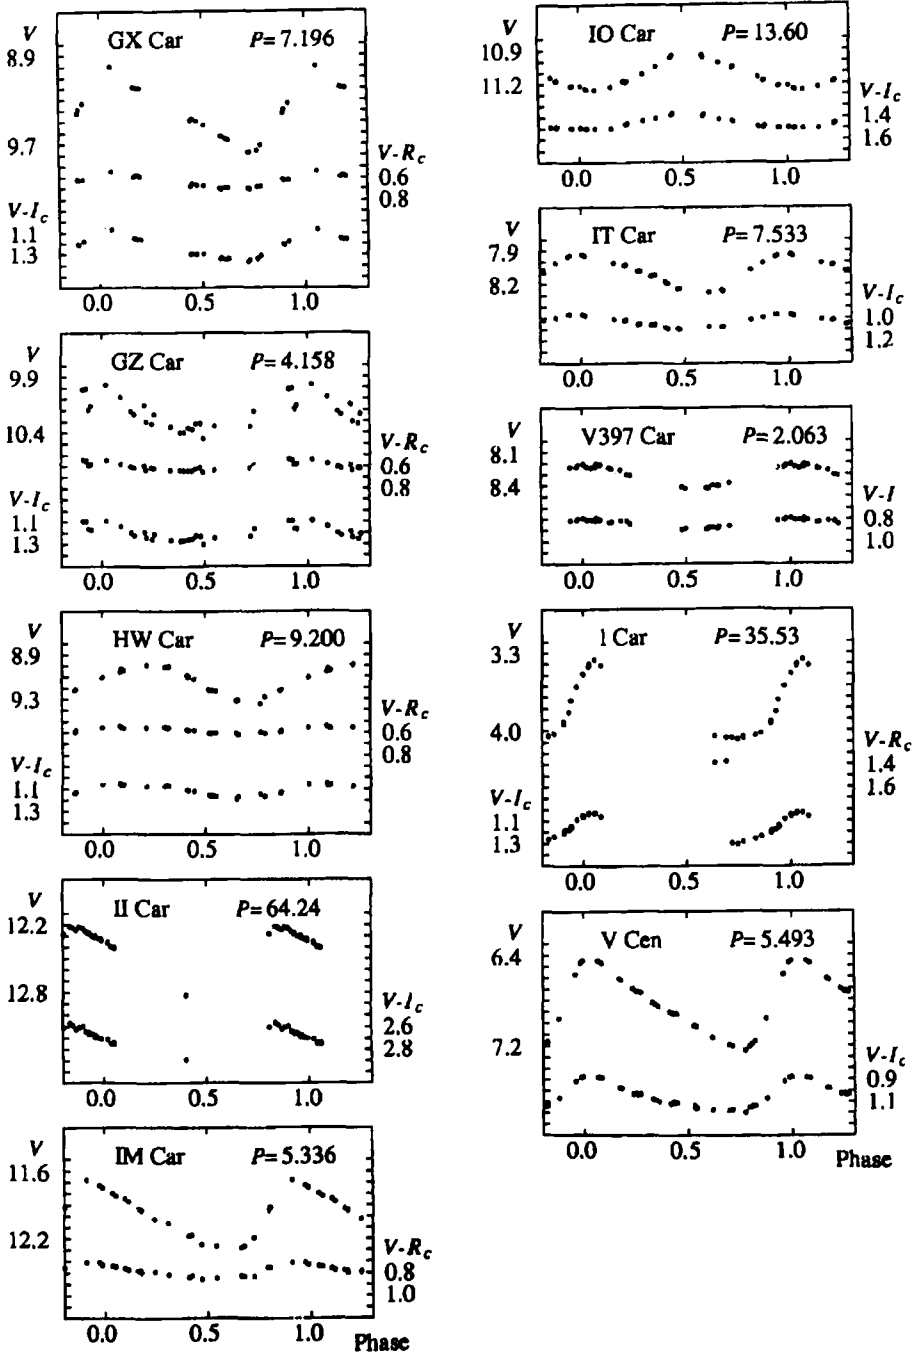 GX Car P=7.196
V
8.9
9.7
V-Rc
0.6
0.8
V-Ic
1.1
1.3
0.0 0.5 1.0
GZ Car P=4.158
V
9.9
10.4
V-Rc
0.6
0.8
V-Ic
1.1
1.3
0.0 0.5 1.0
HW Car P=9.200
V
8.9
9.3
V-Rc
0.6
0.8
V-Ic
1.1
1.3
0.0 0.5 1.0
II Car P=64.24
V
12.2
12.8
V-Ic
2.6
2.8
0.0 0.5 1.0
IM Car P=5.336
V
11.6
12.2
V-Rc
0.8
1.0
0.0 0.5 1.0
Phase
IO Car P=13.60
V
10.9
11.2
V-Ic
1.4
1.6
0.0 0.5 1.0
IT Car P=7.533
V
7.9
8.2
V-Ic
1.0
1.2
0.0 0.5 1.0
V397 Car P=2.063
V
8.1
8.4
V-I
0.8
1.0
0.0 0.5 1.0
l Car P=35.53
V
3.3
4.0
V-Rc
1.4
1.6
V-Ic
1.1
1.3
0.0 0.5 1.0
V Cen P=5.493
V
6.4
7.2
V-Ic
0.9
1.1
0.0 0.5 1.0
Phase